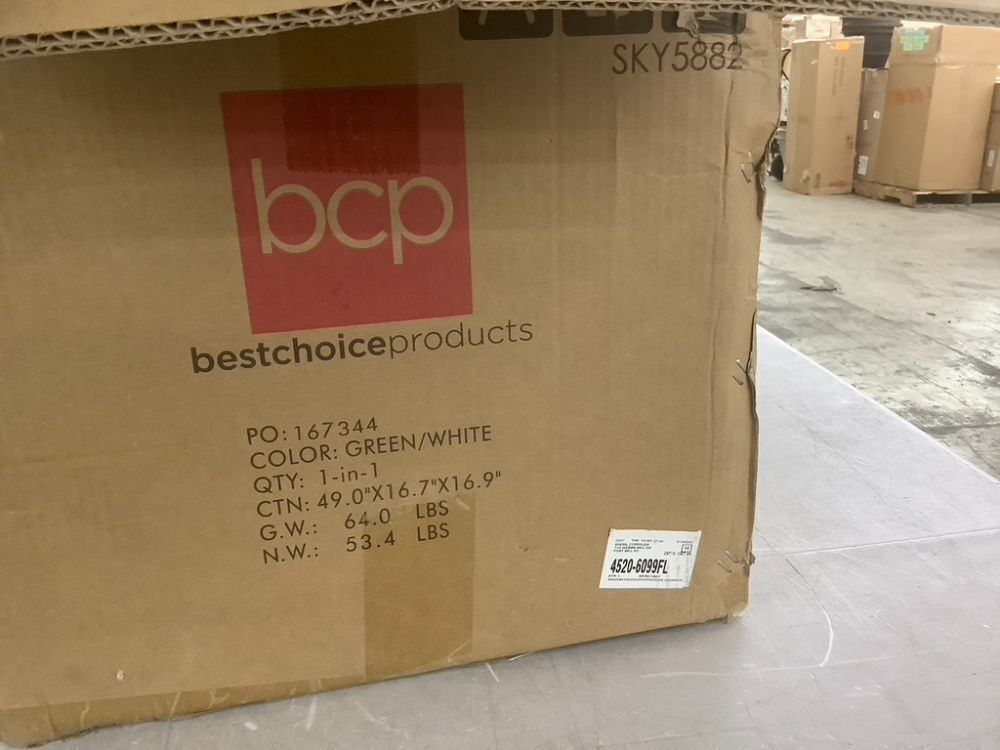 SKY5882
bcp
bestchoiceproducts
PO: 167344
COLOR: GREEN/WHITE
QTY: 1-in-1
CTN: 49.0"X16.7"X16.9"
G.W.: 64.0 LBS
N.W.: 53.4 LBS
4520-6099FL
6